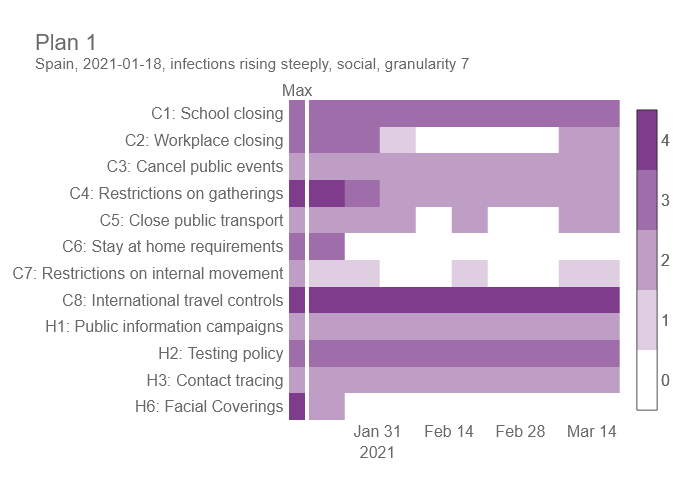 Plan 1
Spain, 2021-01-18, infections rising steeply, social, granularity 7
Max
C1: School closing
C2: Workplace closing
C3: Cancel public events
C4: Restrictions on gatherings
C5: Close public transport
C6: Stay at home requirements
C7: Restrictions on internal movement
C8: International travel controls
H1: Public information campaigns
H2: Testing policy
H3: Contact tracing
H6: Facial Coverings
4
3
2
1
0
Jan 31 Feb 14 Feb 28 Mar 14
2021